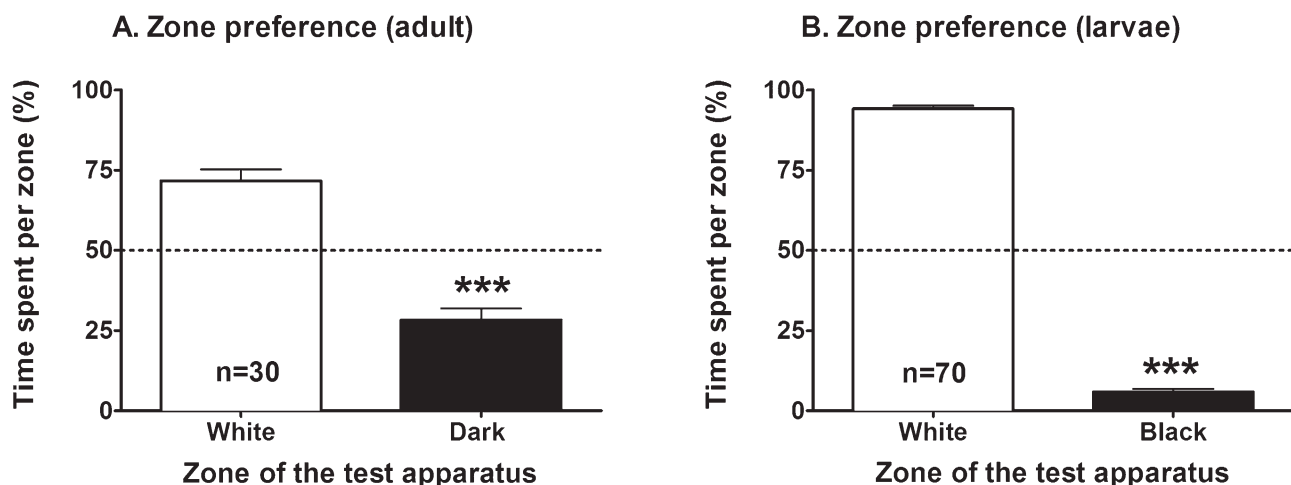 A. Zone preference (adult)
Time spent per zone (%)
100
75
50
25
0
***
n=30
White
Dark
Zone of the test apparatus
B. Zone preference (larvae)
Time spent per zone (%)
100
75
50
25
0
***
n=70
White
Black
Zone of the test apparatus